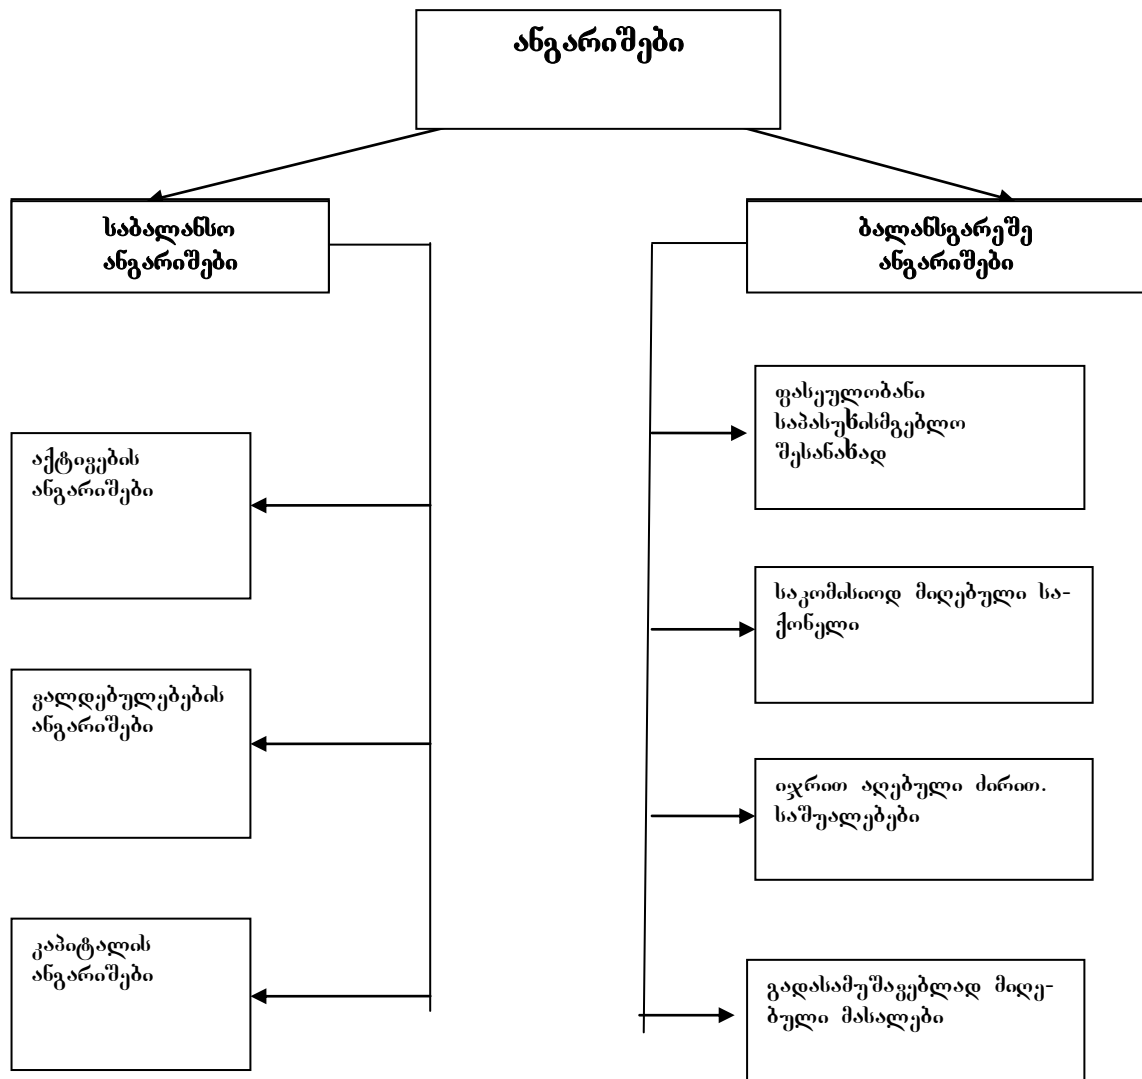 ანგარიშები
საბალანსო
ანგარიშები
ბალანსგარეშე
ანგარიშები
აქტივების
ანგარიშები
ვალდებულებების
ანგარიშები
კაპიტალის
ანგარიშები
ფასეულობანი
საპასუხისმგებლო
შესანახად
საკომისიოდ მიღებული სა-
ქონელი
იჯრით აღებული ძირით.
საშუალებები
გადასამუშავებლად მიღე-
ბული მასალები